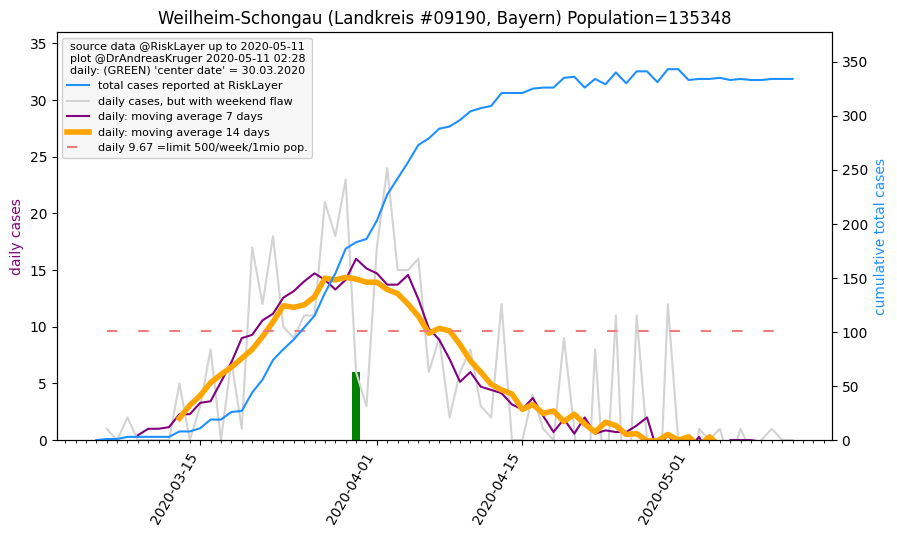 Weilheim-Schongau (Landkreis #09190, Bayern) Population=135348
source data @RiskLayer up to 2020-05-11
plot @DrAndreasKruger 2020-05-11 02:28
daily: (GREEN) 'center date' = 30.03.2020
total cases reported at RiskLayer
daily cases, but with weekend flaw
daily: moving average 7 days
daily: moving average 14 days
daily 9.67 =limit 500/week/1mio pop.
daily cases
35
30
25
20
15
10
5
0
cumulative total cases
350
300
250
200
150
100
50
0
2020-03-15
2020-04-01
2020-04-15
2020-05-01